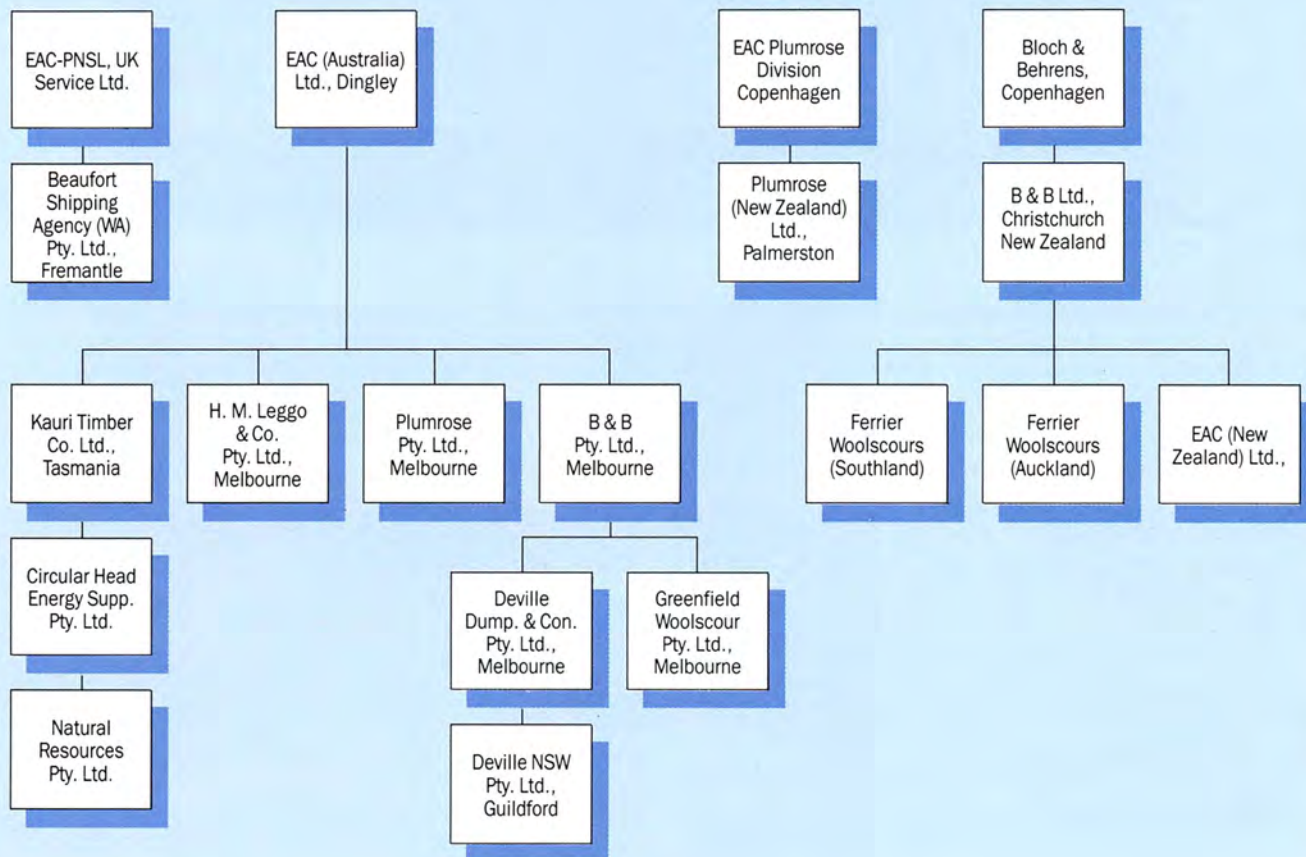 EAC-PNSL, UK
Service Ltd.
EAC (Australia)
Ltd., Dingley
EAC Plumrose
Division
Copenhagen
Bloch &
Behrens,
Copenhagen
Beaufort
Shipping
Agency (WA)
Pty. Ltd.,
Fremantle
Plumrose
(New Zealand)
Ltd.,
Palmerston
B & B Ltd.,
Christchurch
New Zealand
Kauri Timber
Co. Ltd.,
Tasmania
H. M. Leggo
& Co.
Pty. Ltd.,
Melbourne
Plumrose
Pty. Ltd.,
Melbourne
B & B
Pty. Ltd.,
Melbourne
Ferrier
Woolscours
(Southland)
Ferrier
Woolscours
(Auckland)
EAC (New
Zealand) Ltd.,
Circular Head
Energy Supp.
Pty. Ltd.
Deville
Dump. & Con.
Pty. Ltd.,
Melbourne
Greenfield
Woolscour
Pty. Ltd.,
Melbourne
Natural
Resources
Pty. Ltd.
Deville NSW
Pty. Ltd.,
Guildford